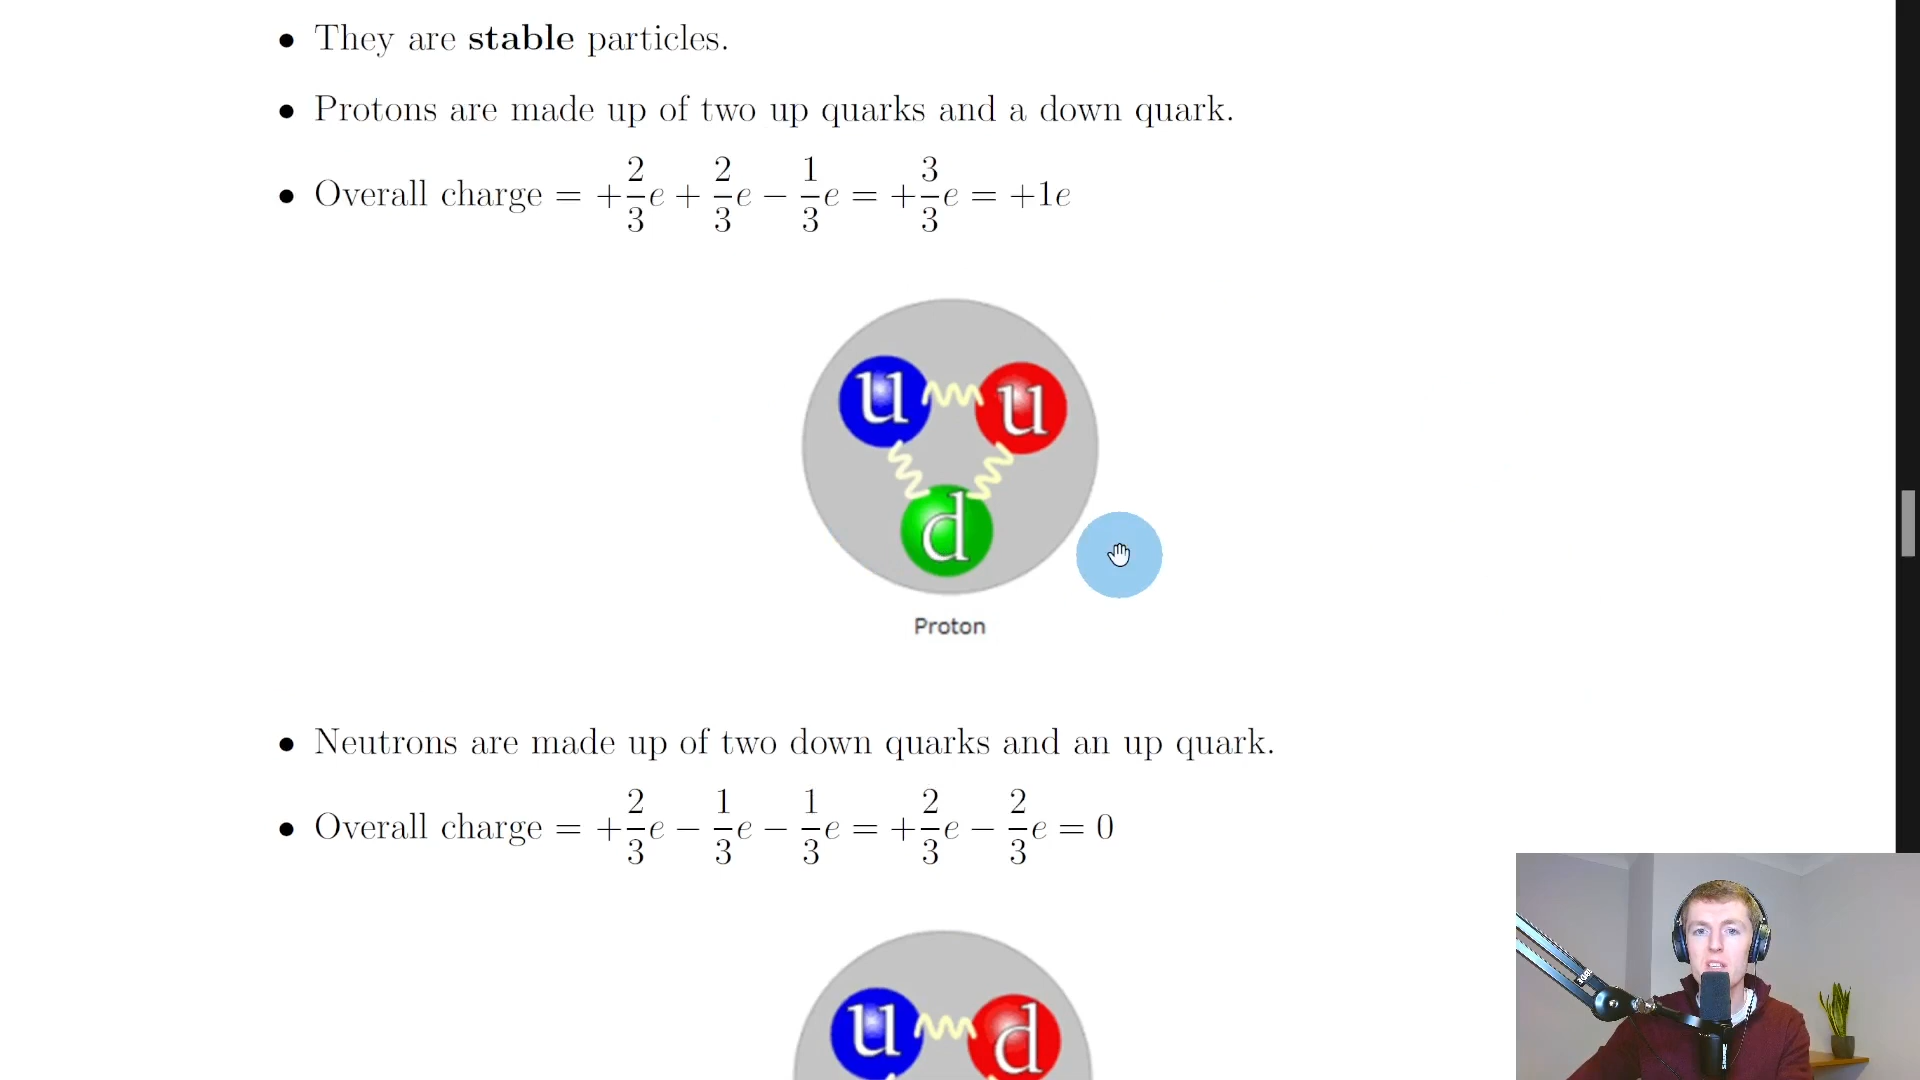 • They are stable particles.
• Protons are made up of two up quarks and a down quark.
• Overall charge = +2/3e + 2/3e − 1/3e = +3/3e = +1e
u u
d
Proton
• Neutrons are made up of two down quarks and an up quark.
• Overall charge = +2/3e − 1/3e − 1/3e = +2/3e − 2/3e = 0
u d